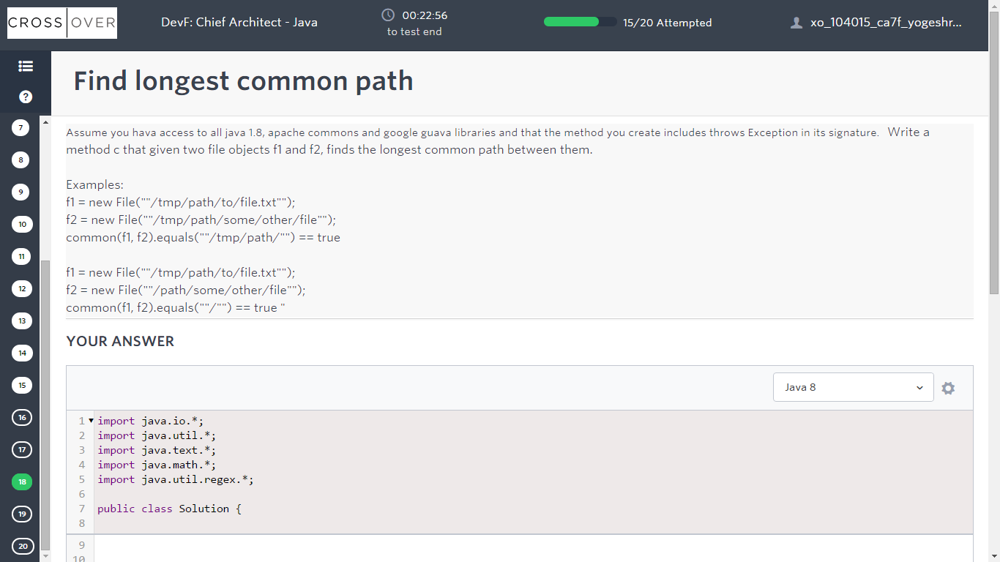 CROSS OVER
DevF: Chief Architect - Java
00:22:56
to test end
15/20 Attempted
xo_104015_ca7f_yogeshr...
?
Find longest common path
7
8
9
10
11
12
13
14
15
16
17
18
19
20
Assume you hava access to all java 1.8, apache commons and google guava libraries and that the method you create includes throws Exception in its signature. Write a
method c that given two file objects f1 and f2, finds the longest common path between them.
Examples:
f1 = new File(""/tmp/path/to/file.txt"");
f2 = new File(""/tmp/path/some/other/file"");
common(f1, f2).equals(""/tmp/path/"") == true
f1 = new File(""/tmp/path/to/file.txt"");
f2 = new File(""/path/some/other/file"");
common(f1, f2).equals(""/"") == true "
YOUR ANSWER
Java 8
1 import java.io.*;
2 import java.util.*;
3 import java.text.*;
4 import java.math.*;
5 import java.util.regex.*;
6
7 public class Solution {
8
9
10